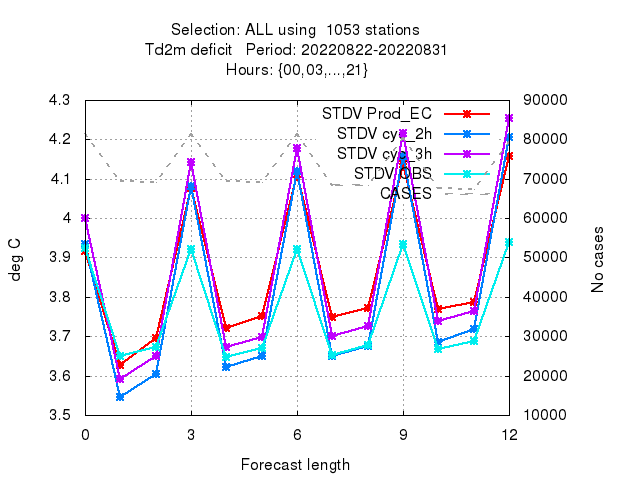 Selection: ALL using 1053 stations
Td2m deficit Period: 20220822-20220831
Hours: {00,03,...,21}
STDV Prod_EC
STDV cyc_2h
STDV cyc_3h
STDV OBS
CASES
4.3
4.2
4.1
4
3.9
3.8
3.7
3.6
3.5
deg C
90000
80000
70000
60000
50000
40000
30000
20000
10000
No cases
0 3 6 9 12
Forecast length